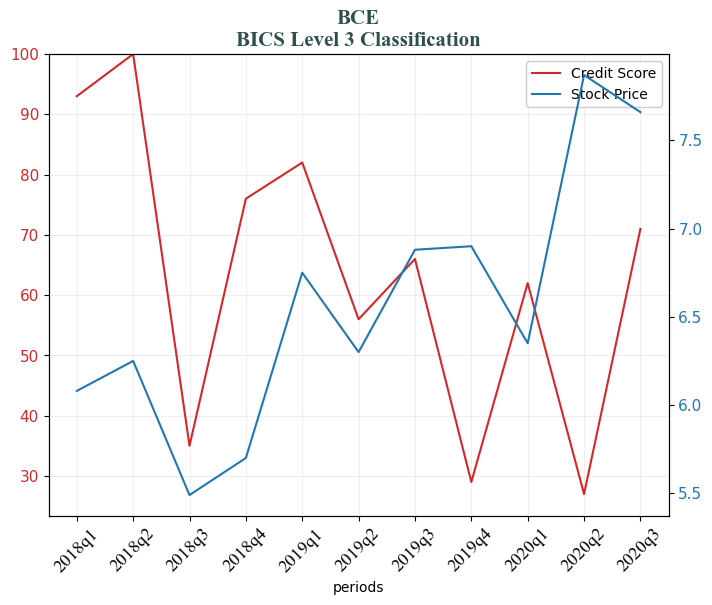 BCE
BICS Level 3 Classification
Credit Score
Stock Price
100
90
80
70
60
50
40
30
7.5
7.0
6.5
6.0
5.5
2018q1
2018q2
2018q3
2018q4
2019q1
2019q2
2019q3
2019q4
2020q1
2020q2
2020q3
periods